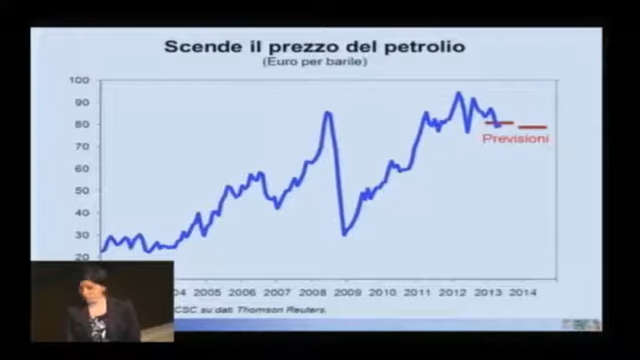 Scende il prezzo del petrolio
(Euro per barile)
100
90
80
70
60
50
40
30
20
Previsioni
04 2005 2006 2007 2008 2009 2010 2011 2012 2013 2014
CSC su dati Thomson Reuters.